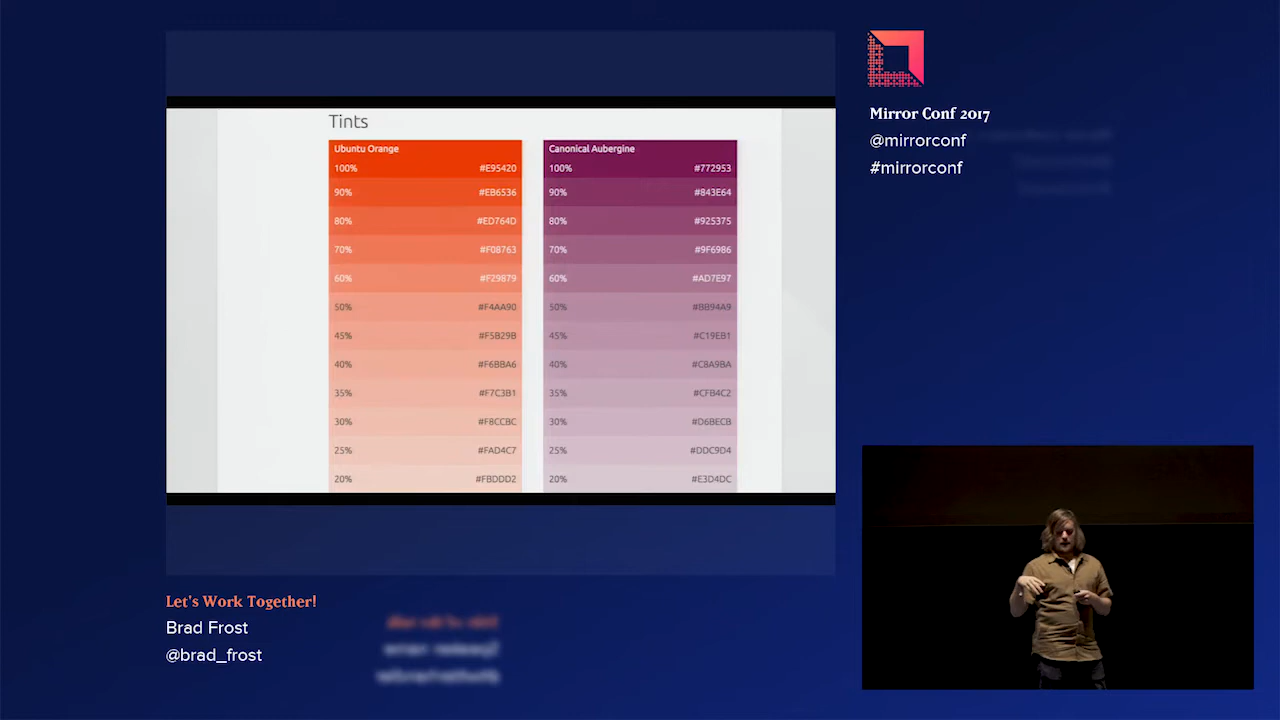 Tints
Ubuntu Orange
100% #E95420
90% #EB6536
80% #ED764D
70% #F08763
60% #F29879
50% #F4AA90
45% #F5B29B
40% #F6BBA6
35% #F7C3B1
30% #F8CCBC
25% #FAD4C7
20% #FBDDD2
Canonical Aubergine
100% #772953
90% #843E64
80% #925375
70% #9F6986
60% #AD7E97
50% #BB94A9
45% #C19EB1
40% #C8A9BA
35% #CFB4C2
30% #D6BECB
25% #DDC9D4
20% #E3D4DC
Mirror Conf 2017
@mirrorconf
#mirrorconf
Let's Work Together!
Brad Frost
@brad_frost